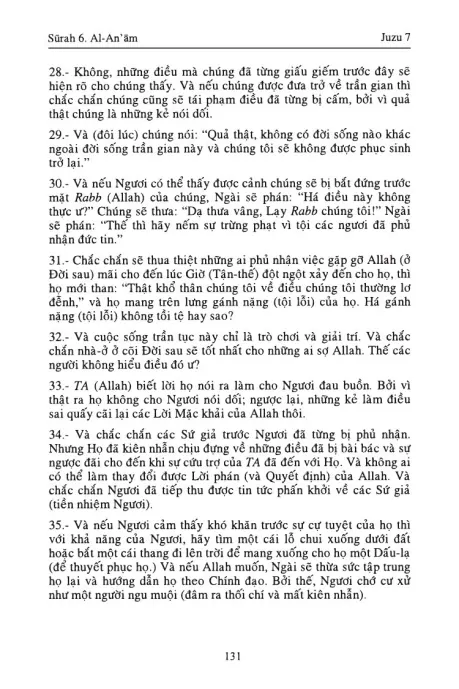 Sūrah 6. Al-An'ām
Juzu 7
28.- Không, những điều mà chúng đã từng giấu giếm trước đây sẽ
hiện rõ cho chúng thấy. Và nếu chúng được đưa trở về trần gian thì
chắc chắn chúng cũng sẽ tái phạm điều đã từng bị cấm, bởi vì quả
thật chúng là những kẻ nói dối.
29.- Và (đôi lúc) chúng nói: “Quả thật, không có đời sống nào khác
ngoài đời sống trần gian này và chúng tôi sẽ không được phục sinh
trở lại.”
30.- Và nếu Ngươi có thể thấy được cảnh chúng sẽ bị bắt đứng trước
mặt Rabb (Allah) của chúng, Ngài sẽ phán: “Há điều này không
thực ư?” Chúng sẽ thưa: “Dạ thưa vâng, Lạy Rabb chúng tôi!” Ngài
sẽ phán: “Thế thì hãy nếm sự trừng phạt vì tội các ngươi đã phủ
nhận đức tin.”
31.- Chắc chắn sẽ thua thiệt những ai phủ nhận việc gặp gỡ Allah (ở
Đời sau) mãi cho đến lúc Giờ (Tận-thế) đột ngột xảy đến cho họ, thì
họ mới than: “Thật khổ thân chúng tôi về điều chúng tôi thường lơ
đễnh,” và họ mang trên lưng gánh nặng (tội lỗi) của họ. Há gánh
nặng (tội lỗi) không tồi tệ hay sao?
32.- Và cuộc sống trần tục này chỉ là trò chơi và giải trí. Và chắc
chắn nhà-ở ở cõi Đời sau sẽ tốt nhất cho những ai sợ Allah. Thế các
người không hiểu điều đó ư?
33.- TA (Allah) biết lời họ nói ra làm cho Ngươi đau buồn. Bởi vì
thật ra họ không cho Ngươi nói dối; ngược lại, những kẻ làm điều
sai quấy cãi lại các Lời Mặc khải của Allah thôi.
34.- Và chắc chắn các Sứ giả trước Ngươi đã từng bị phủ nhận.
Nhưng Họ đã kiên nhẫn chịu đựng về những điều đã bị bài bác và sự
ngược đãi cho đến khi sự cứu trợ của TA đã đến với Họ. Và không ai
có thể làm thay đổi được Lời phán (và Quyết định) của Allah. Và
chắc chắn Ngươi đã tiếp thu được tin tức phấn khởi về các Sứ giả
(tiền nhiệm Ngươi).
35.- Và nếu Ngươi cảm thấy khó khăn trước sự cự tuyệt của họ thì
với khả năng của Ngươi, hãy tìm một cái lỗ chui xuống dưới đất
hoặc bắt một cái thang đi lên trời để mang xuống cho họ một Dấu-lạ
(để thuyết phục họ.) Và nếu Allah muốn, Ngài sẽ thừa sức tập trung
họ lại và hướng dẫn họ theo Chính đạo. Bởi thế, Ngươi chớ cư xử
như một người ngu muội (đâm ra thối chí và mất kiên nhẫn).
131